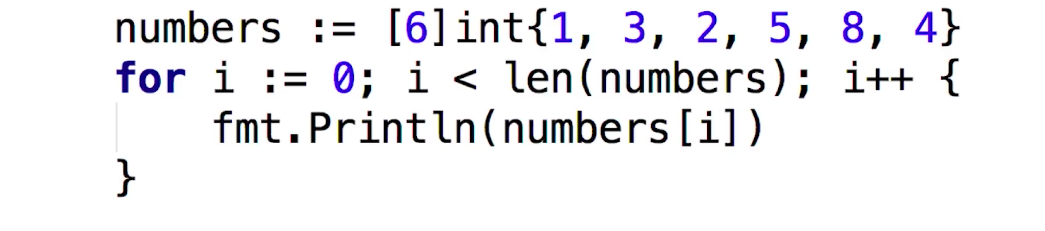 numbers := [6]int{1, 3, 2, 5, 8, 4}
for i := 0; i < len(numbers); i++ {
    fmt.Println(numbers[i])
}